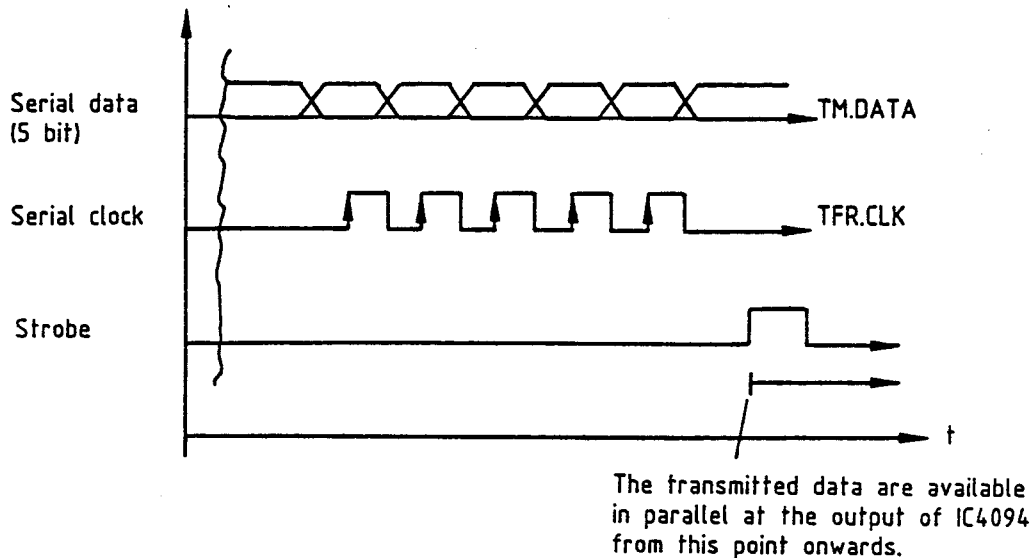 Serial data
(5 bit)
TM.DATA
Serial clock
TFR.CLK
Strobe
t
The transmitted data are available
in parallel at the output of IC4094
from this point onwards.